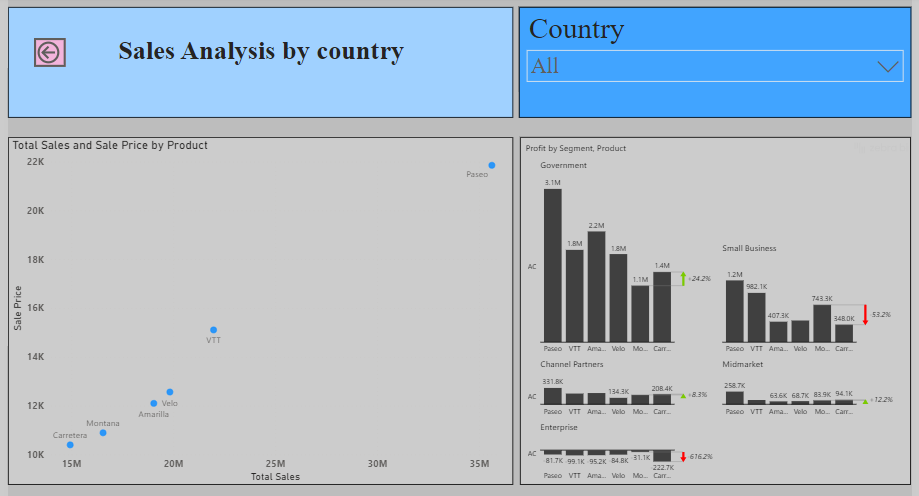 Sales Analysis by country
Country
All
Total Sales and Sale Price by Product
22K
20K
18K
16K
14K
12K
10K
Sale Price
Paseo
VTT
Velo
Amarilla
Montana
Carretera
15M 20M 25M 30M 35M
Total Sales
Profit by Segment, Product
Government
3.1M 1.8M 2.2M 1.8M 1.1M 1.4M
AC
+24.2%
Paseo VTT Ama... Velo Mo... Carr...
Small Business
1.2M 982.1K 407.3K 743.3K 348.0K
-53.2%
Paseo VTT Ama... Velo Mo... Carr...
Channel Partners
331.8K 134.3K 208.4K
AC
+8.3%
Paseo VTT Ama... Velo Mo... Carr...
Midmarket
258.7K 63.6K 68.7K 83.9K 94.1K
+12.2%
Paseo VTT Ama... Velo Mo... Carr...
Enterprise
AC
-81.7K -99.1K -95.2K -84.8K -31.1K -222.7K
-616.2%
Paseo VTT Ama... Velo Mo... Carr...